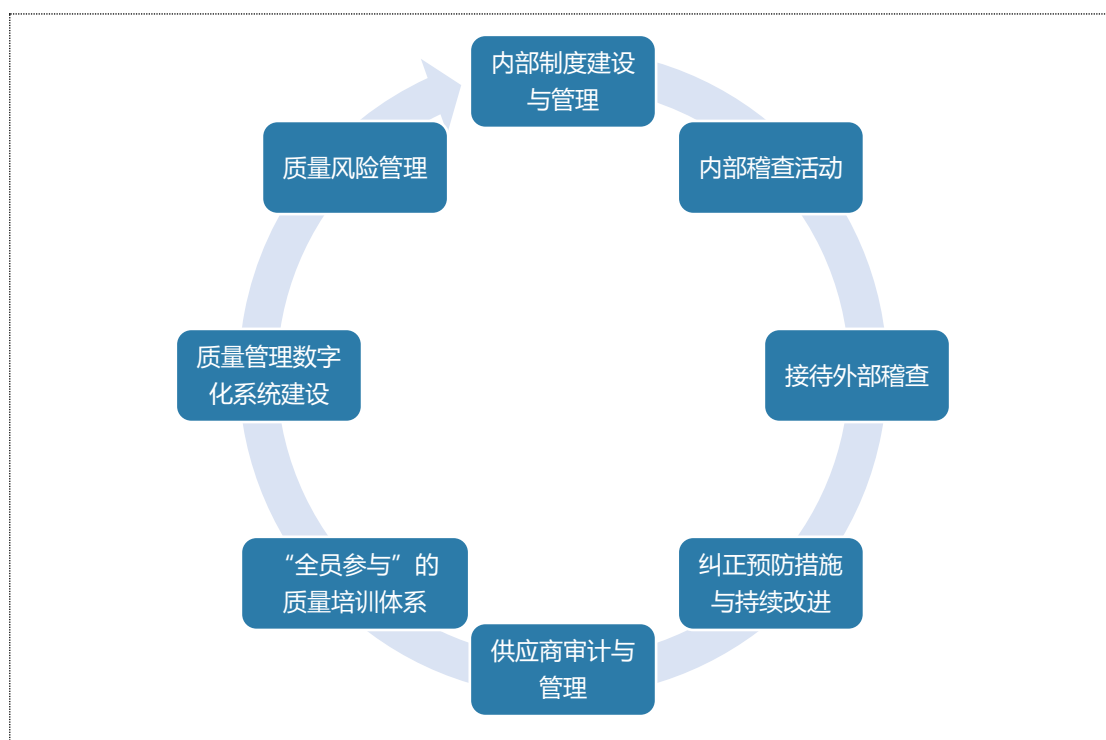 内部制度建设
与管理
内部稽查活动
接待外部稽查
纠正预防措施
与持续改进
供应商审计与
管理
“全员参与”的
质量培训体系
质量管理数字
化系统建设
质量风险管理